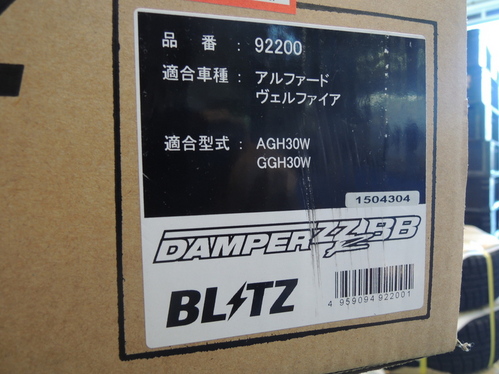 品 番 : 92200
適合車種 : アルファード
ヴェルファイア
適合型式 : AGH30W
GGH30W
1504304
DAMPER ZZ-R BB
BLITZ
4 959094 922001